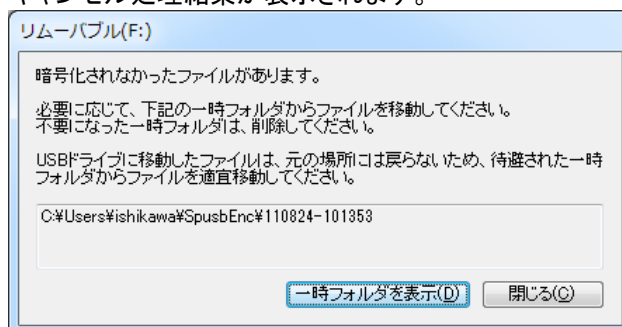 キャンセル処理結果が表示されます。
リムーバブル(F:)
暗号化されなかったファイルがあります。
必要に応じて、下記の一時フォルダからファイルを移動してください。
不要になった一時フォルダは、削除してください。
USBドライブに移動したファイルは、元の場所には戻らないため、待避された一時
フォルダからファイルを適宜移動してください。
C:¥Users¥ishikawa¥SpusbEnc¥110824-101353
一時フォルダを表示(D) 閉じる(C)